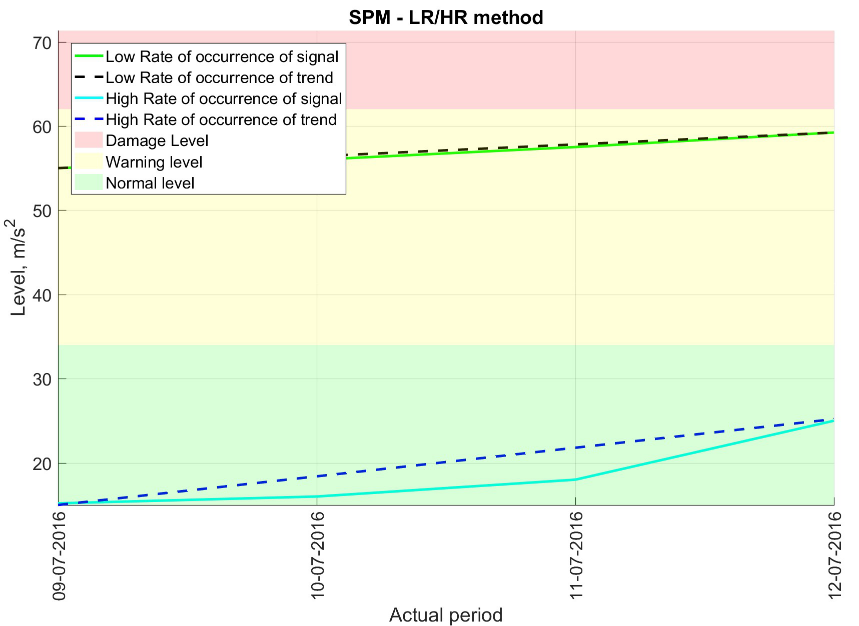 SPM - LR/HR method
70
60
50
40
30
20
Level, m/s²
Low Rate of occurrence of signal
Low Rate of occurrence of trend
High Rate of occurrence of signal
High Rate of occurrence of trend
Damage Level
Warning level
Normal level
09-07-2016
10-07-2016
11-07-2016
12-07-2016
Actual period